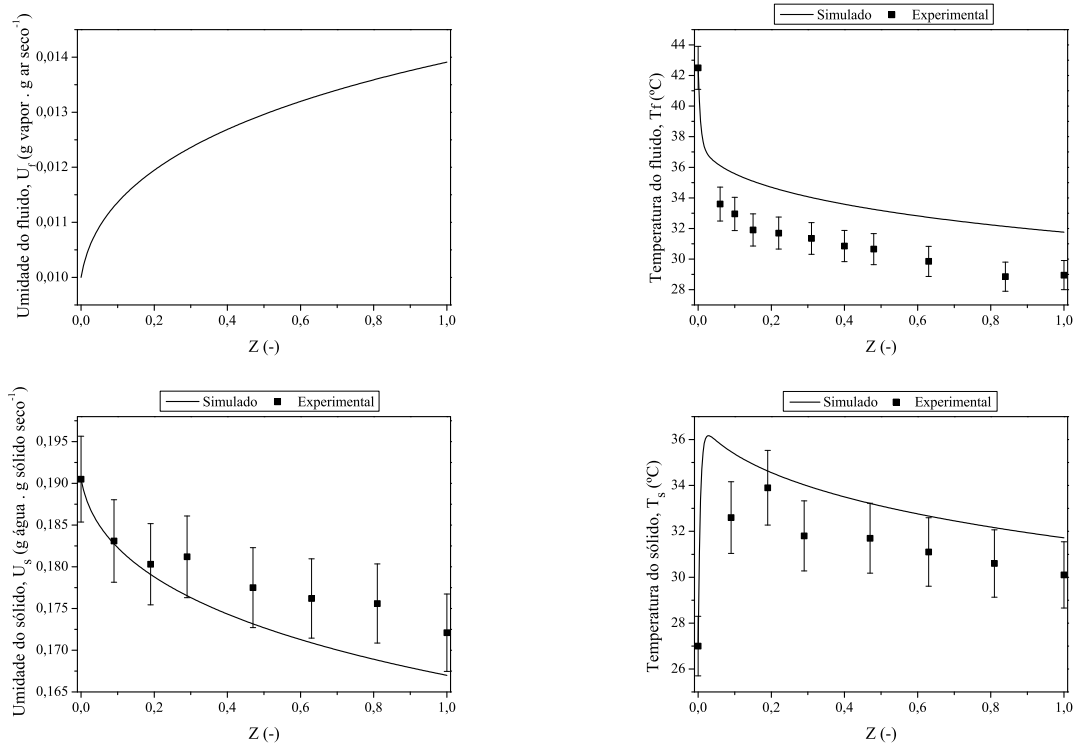 Umidade do fluido, U_f (g vapor . g ar seco⁻¹)
0,014
0,013
0,012
0,011
0,010
0,0 0,2 0,4 0,6 0,8 1,0
Z (-)
Simulado Experimental
Temperatura do fluido, Tf (ºC)
44
42
40
38
36
34
32
30
28
0,0 0,2 0,4 0,6 0,8 1,0
Z (-)
Simulado Experimental
Umidade do sólido, U_s (g água . g sólido seco⁻¹)
0,195
0,190
0,185
0,180
0,175
0,170
0,165
0,0 0,2 0,4 0,6 0,8 1,0
Z (-)
Simulado Experimental
Temperatura do sólido, T_s (ºC)
36
34
32
30
28
26
0,0 0,2 0,4 0,6 0,8 1,0
Z (-)